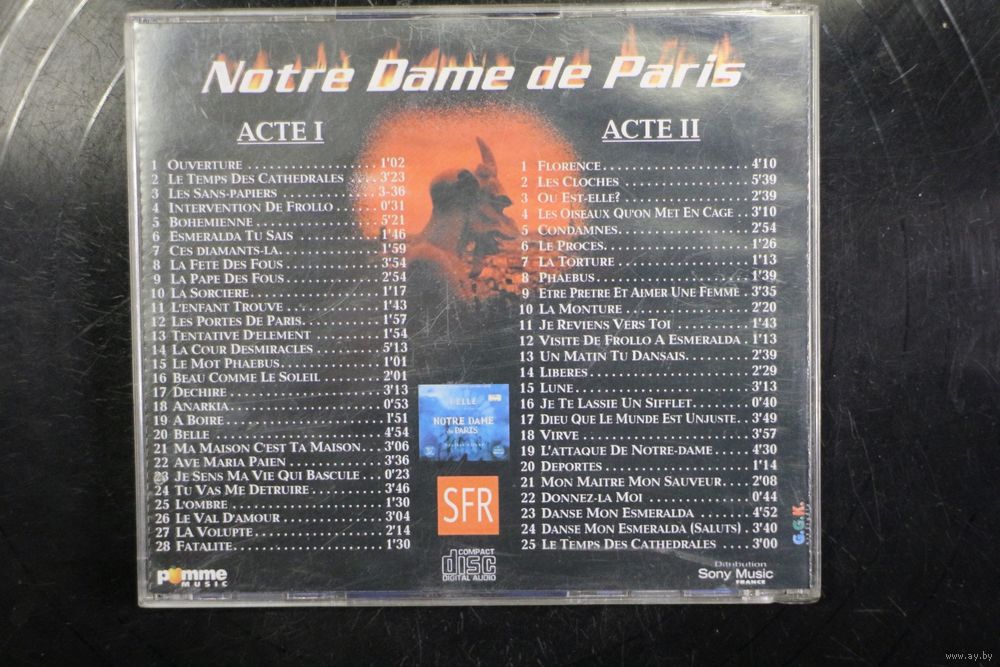 Notre Dame de Paris
ACTE I
1 OUVERTURE .................. 1'02
2 LE TEMPS DES CATHEDRALES .... 3'23
3 LES SANS-PAPIERS .............. 3-36
4 INTERVENTION DE FROLLO ...... 0'31
5 BOHEMIENNE .................. 5'21
6 ESMERALDA TU SAIS ............ 1'46
7 CES DIAMANTS-LA. ............. 1'59
8 LA FETE DES FOUS .............. 3'54
9 LA PAPE DES FOUS .............. 2'54
10 LA SORCIERE .................. 1'17
11 L'ENFANT TROUVE .............. 1'43
12 LES PORTES DE PARIS. .......... 1'57
13 TENTATIVE D'ELEMENT .......... 1'54
14 LA COUR DESMIRACLES .......... 5'13
15 LE MOT PHAEBUS. .............. 1'01
16 BEAU COMME LE SOLEIL ........ 2'01
17 DECHIRE ...................... 3'13
18 ANARKIA. ..................... 0'53
19 A BOIRE ...................... 1'51
20 BELLE ........................ 4'54
21 MA MAISON C'EST TA MAISON ... 3'06
22 AVE MARIA PAIEN .............. 3'36
23 JE SENS MA VIE QUI BASCULE ... 0'23
24 TU VAS ME DETRUIRE .......... 3'46
25 L'OMBRE ...................... 1'30
26 LE VAL D'AMOUR .............. 3'04
27 LA VOLUPTE .................. 2'14
28 FATALITE ..................... 1'30
ACTE II
1 FLORENCE ..................... 4'10
2 LES CLOCHES .................. 5'39
3 OU EST-ELLE? .................. 2'39
4 LES OISEAUX QU'ON MET EN CAGE .. 3'10
5 CONDAMNES. .................. 2'54
6 LE PROCES. .................... 1'26
7 LA TORTURE .................. 1'13
8 PHAEBUS. ..................... 1'39
9 ETRE PRETRE ET AIMER UNE FEMME . 3'35
10 LA MONTURE .................. 2'20
11 JE REVIENS VERS TOI ............ 1'43
12 VISITE DE FROLLO A ESMERALDA . 1'13
13 UN MATIN TU DANSAIS. .......... 2'39
14 LIBERES ...................... 2'29
15 LUNE. ........................ 3'13
16 JE TE LASSIE UN SIFFLET. ........ 0'40
17 DIEU QUE LE MUNDE EST UNJUSTE. . 3'49
18 VIRVE ........................ 3'57
19 L'ATTAQUE DE NOTRE-DAME ...... 4'30
20 DEPORTES .................... 1'14
21 MON MAITRE MON SAUVEUR. ..... 2'08
22 DONNEZ-LA MOI ................ 0'44
23 DANSE MON ESMERALDA ........ 4'52
24 DANSE MON ESMERALDA (SALUTS) . 3'40
25 LE TEMPS DES CATHEDRALES .... 3'00
NOTRE DAME
de PARIS
SFR
COMPACT
disc
DIGITAL AUDIO
pomme
MUSIC
Ditribution
Sony Music
FRANCE
G.G.K.
www.ay.by